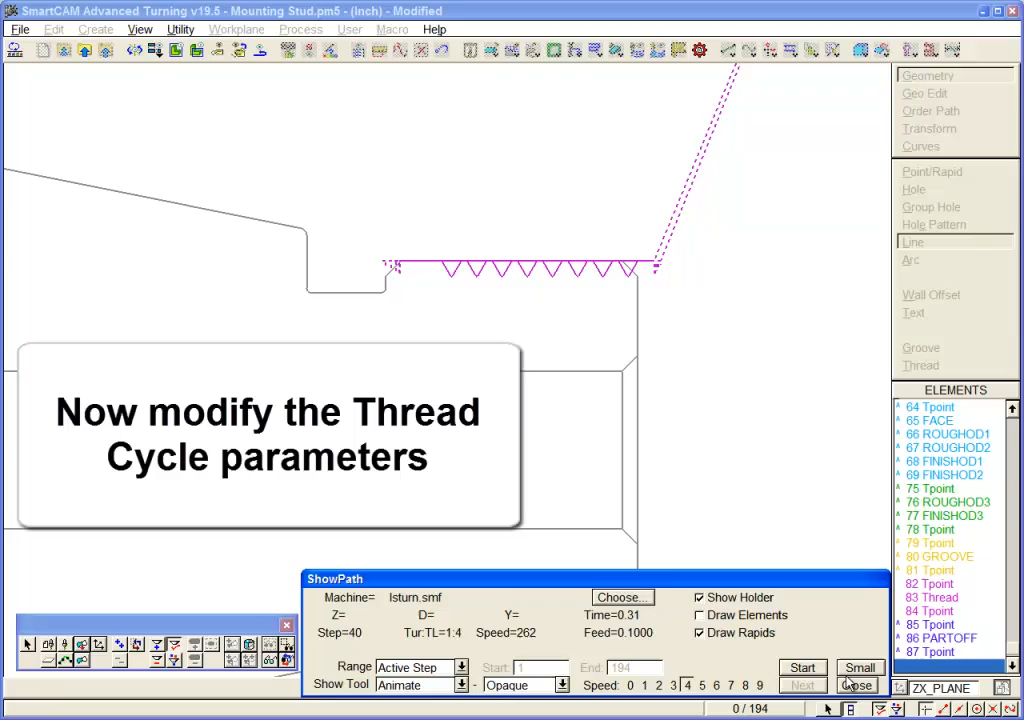 SmartCAM Advanced Turning v19.5 - Mounting Stud.pm5 - (Inch) - Modified
File Edit Create View Utility Workplane Process User Macro Help
Geometry
Geo Edit
Order Path
Transform
Curves
Point/Rapid
Hole
Group Hole
Hole Pattern
Line
Arc
Wall Offset
Text
Groove
Thread
Now modify the Thread
Cycle parameters
ELEMENTS
64 Tpoint
65 FACE
66 ROUGHOD1
67 ROUGHOD2
68 FINISHOD1
69 FINISHOD2
75 Tpoint
76 ROUGHOD3
77 FINISHOD3
78 Tpoint
79 Tpoint
80 GROOVE
81 Tpoint
82 Tpoint
83 Thread
84 Tpoint
85 Tpoint
86 PARTOFF
87 Tpoint
ShowPath
Machine= lsturn.smf Choose... Show Holder
Z= D= Y= Time=0.31 Draw Elements
Step=40 Tur:TL=1:4 Speed=262 Feed=0.1000 Draw Rapids
Range Active Step Start: 1 End: 194 Start Small
Show Tool Animate - Opaque Speed: 0 1 2 3 4 5 6 7 8 9 Next Close
ZX_PLANE
0 / 194